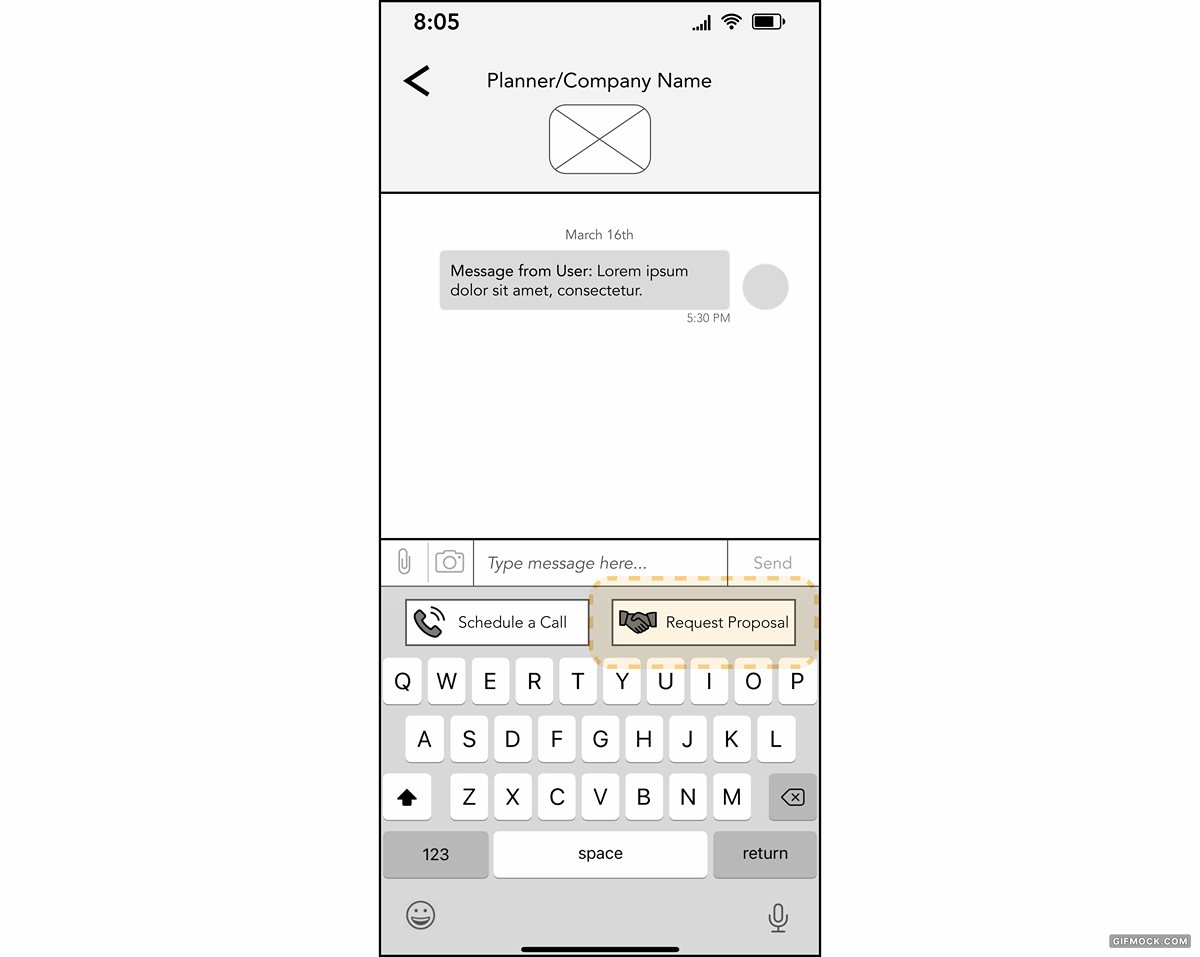 8:05
Planner/Company Name
March 16th
Message from User: Lorem ipsum
dolor sit amet, consectetur.
5:30 PM
Type message here...
Send
Schedule a Call
Request Proposal
Q W E R T Y U I O P
A S D F G H J K L
Z X C V B N M
123
space
return
GIFMOCK.COM